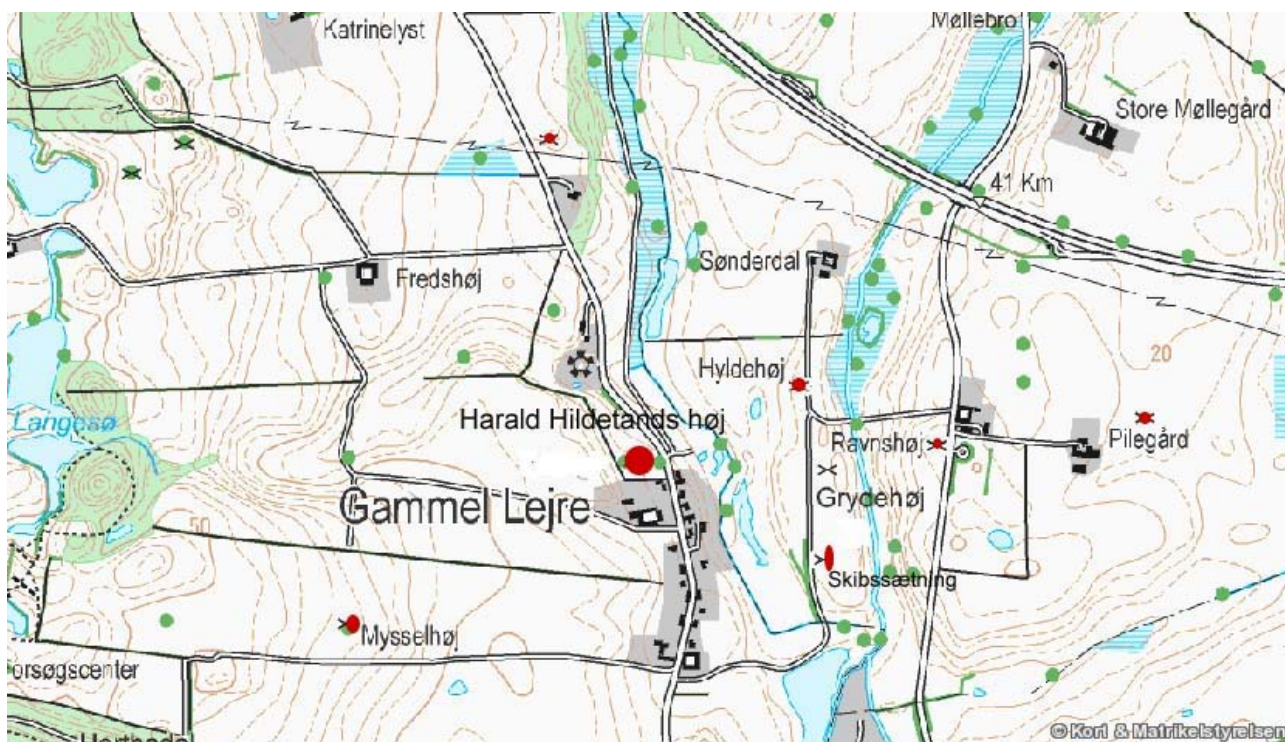 Katrinelyst
Møllebro
Store Møllegård
41 Km
Sønderdal
Fredshøj
20
Hyldehøj
Harald Hildetands høj
Langesø
Ravnshøj
Pilegård
Gammel Lejre
Grydehøj
50
Skibssætning
Mysselhøj
orsøgscenter
© Kort & Matrikelstyrelsen